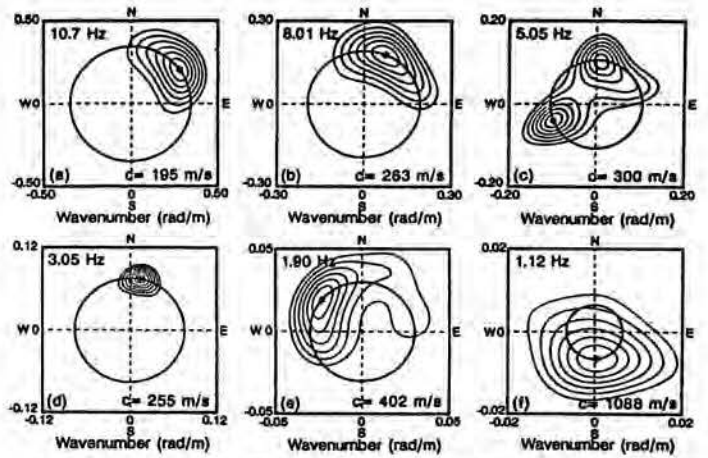 N N N
0.50 10.7 Hz 0.30 8.01 Hz 0.20 5.05 Hz
W 0 E W 0 E W 0 E
(a) c= 195 m/s (b) c= 263 m/s (c) c= 300 m/s
-0.50 -0.30 -0.20
-0.50 0 0.50 -0.30 0 0.30 -0.20 0 0.20
S S S
Wavenumber (rad/m) Wavenumber (rad/m) Wavenumber (rad/m)
N N N
0.12 3.05 Hz 0.05 1.90 Hz 0.02 1.12 Hz
W 0 E W 0 E W 0 E
(d) c= 255 m/s (e) c= 402 m/s (f) c= 1088 m/s
-0.12 -0.05 -0.02
-0.12 0 0.12 -0.05 0 0.05 -0.02 0 0.02
S S S
Wavenumber (rad/m) Wavenumber (rad/m) Wavenumber (rad/m)